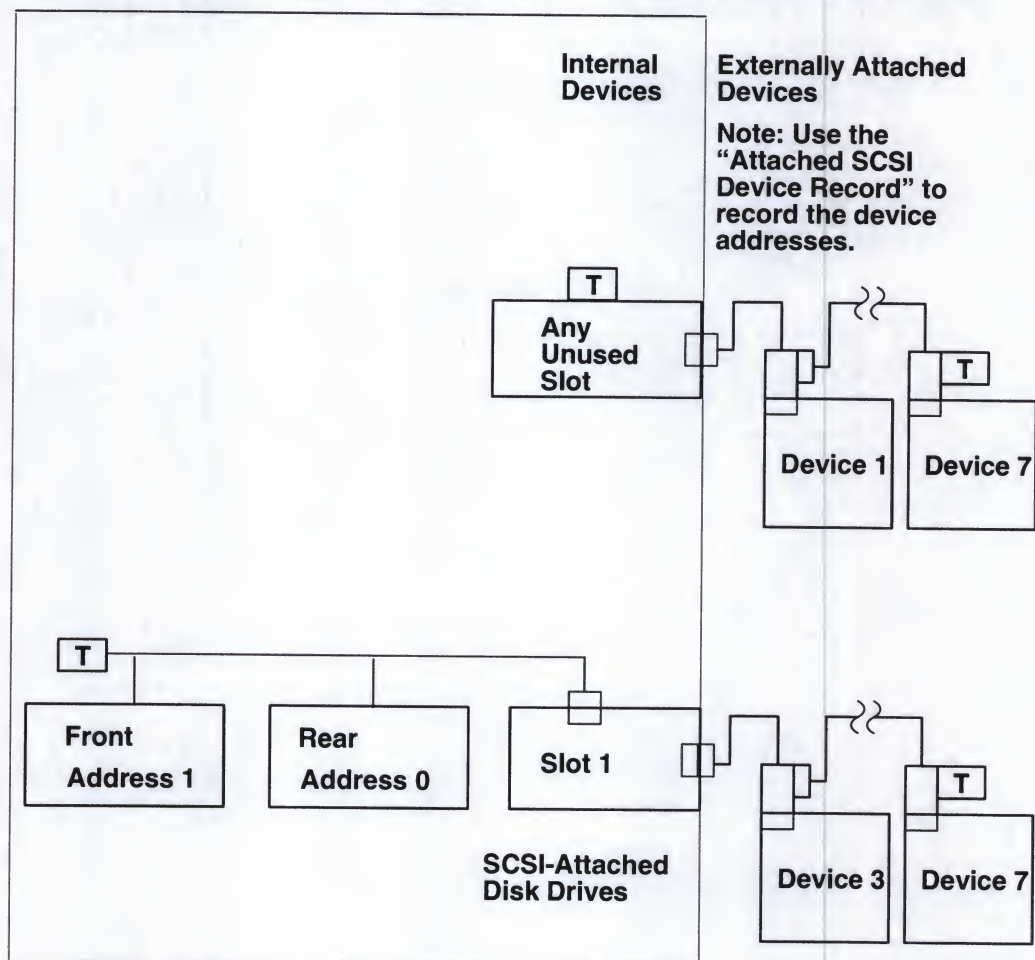 Internal
Devices
Externally Attached
Devices
Note: Use the
“Attached SCSI
Device Record” to
record the device
addresses.
T
Any
Unused
Slot
T
Device 1
Device 7
T
Front
Address 1
Rear
Address 0
Slot 1
T
SCSI-Attached
Disk Drives
Device 3
Device 7